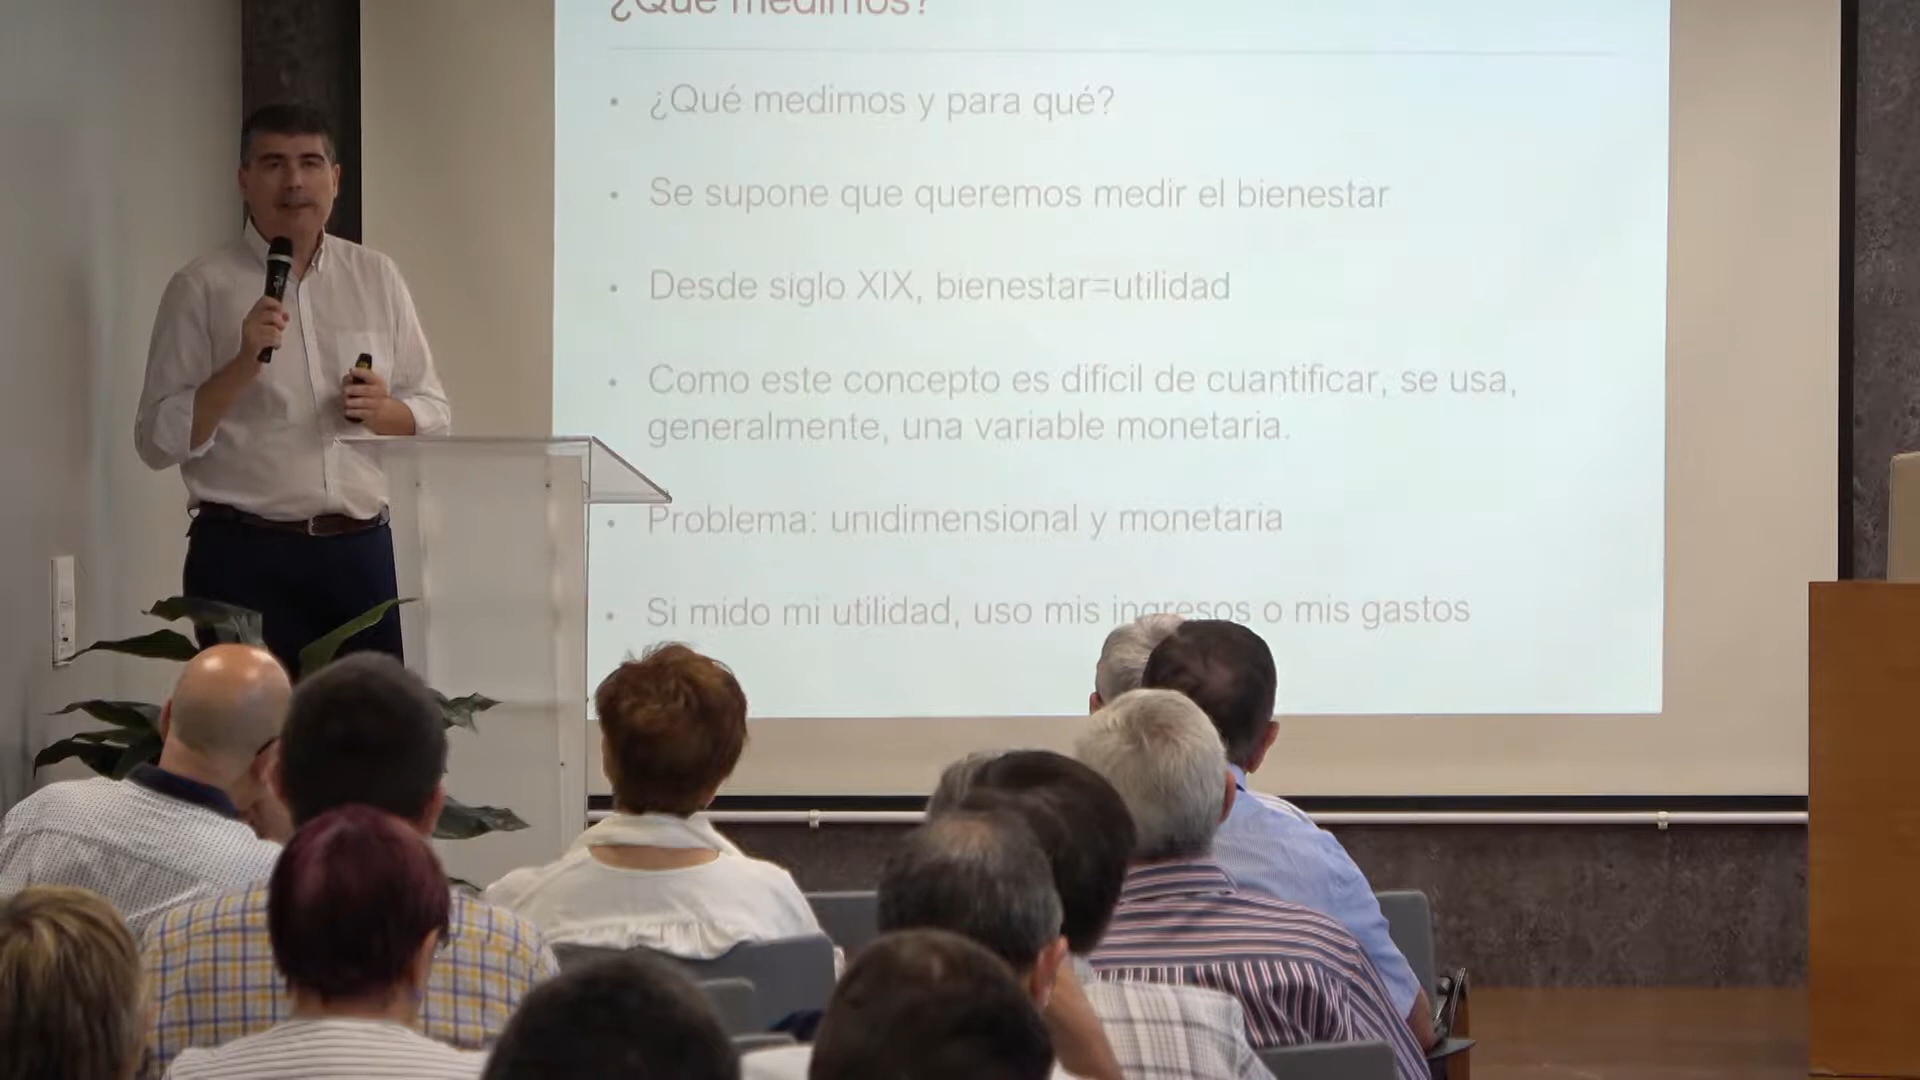 ¿Qué medimos?
• ¿Qué medimos y para qué?
• Se supone que queremos medir el bienestar
• Desde siglo XIX, bienestar=utilidad
• Como este concepto es difícil de cuantificar, se usa,
generalmente, una variable monetaria.
• Problema: unidimensional y monetaria
• Si mido mi utilidad, uso mis ingresos o mis gastos